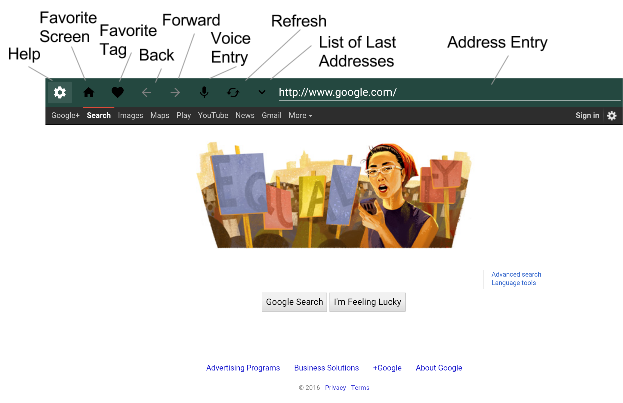 Favorite
Screen
Forward
Refresh
Favorite
Tag
Voice
Entry
List of Last
Addresses
Address Entry
Help
Back
http://www.google.com/
Google+ Search Images Maps Play YouTube News Gmail More Sign in
EQUALITY
Advanced search
Language tools
Google Search I'm Feeling Lucky
Advertising Programs Business Solutions +Google About Google
© 2016 - Privacy - Terms